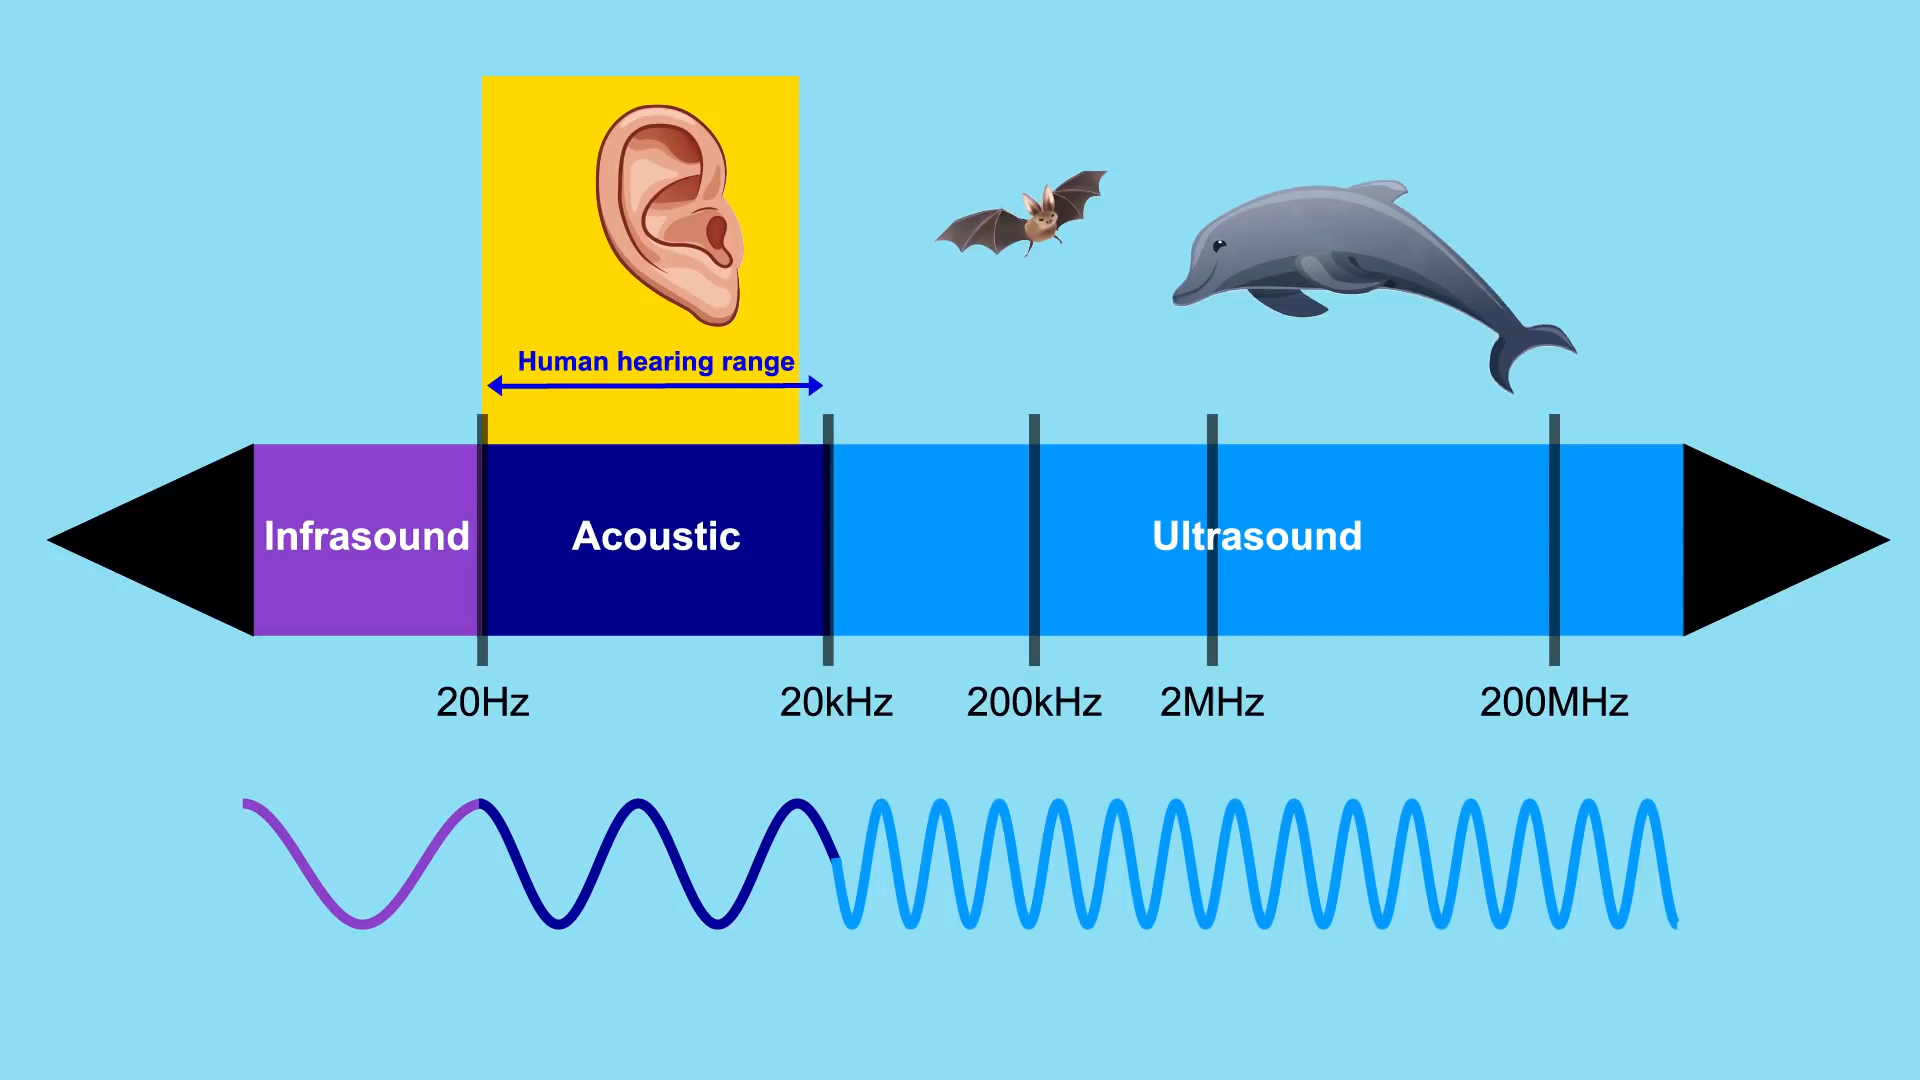 Human hearing range
Infrasound
Acoustic
Ultrasound
20Hz
20kHz
200kHz
2MHz
200MHz